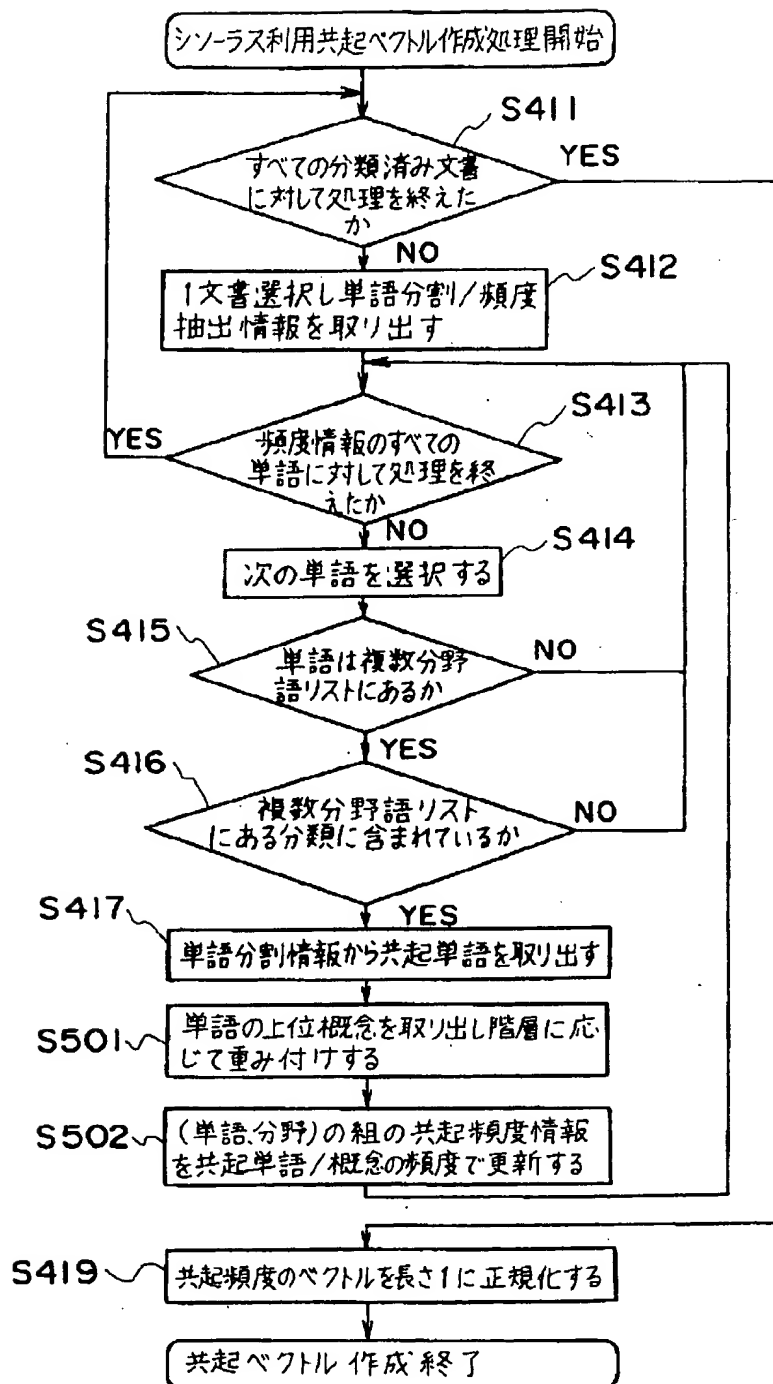 シソーラス利用共起ベクトル作成処理開始
S411
すべての分類済み文書
に対して処理を終えた
か
YES
NO
S412
1文書選択し単語分割/頻度
抽出情報を取り出す
S413
YES
頻度情報のすべての
単語に対して処理を終
えたか
NO
S414
次の単語を選択する
S415
単語は複数分野
語リストにあるか
NO
YES
S416
複数分野語リスト
にある分類に含まれているか
NO
YES
S417
単語分割情報から共起単語を取り出す
S501
単語の上位概念を取り出し階層に応
じて重み付けする
S502
(単語、分野)の組の共起頻度情報
を共起単語/概念の頻度で更新する
S419
共起頻度のベクトルを長さ1に正規化する
共起ベクトル作成終了